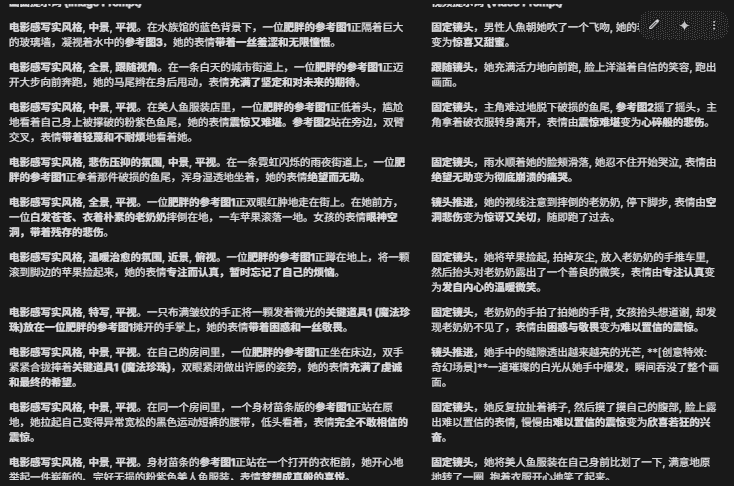 电影感写实风格, 中景, 平视。在水族馆的蓝色背景下，一位肥胖的参考图1正隔着巨大
的玻璃墙，凝视着水中的参考图3，她的表情带着一丝羞涩和无限憧憬。
固定镜头，男性人鱼朝她吹了一个飞吻, 她的
变为惊喜又甜蜜。
电影感写实风格, 全景, 跟随视角。在一条白天的城市街道上，一位肥胖的参考图1正迈
开大步向前奔跑，她的马尾辫在身后甩动，表情充满了坚定和对未来的期待。
跟随镜头，她充满活力地向前跑, 脸上洋溢着自信的笑容, 跑出
画面。
电影感写实风格, 中景, 平视。在美人鱼服装店里，一位肥胖的参考图1正低着头，尴尬
地看着自己身上被撑破的粉紫色鱼尾，她的表情震惊又难堪。参考图2站在旁边，双臂
交叉，表情带着轻蔑和不耐烦地看着她。
固定镜头，主角难过地脱下破损的鱼尾, 参考图2摇了摇头，主
角拿着破衣服转身离开，表情由震惊难堪变为心碎般的悲伤。
电影感写实风格, 悲伤压抑的氛围, 中景, 平视。在一条霓虹闪烁的雨夜街道上，一位肥
胖的参考图1正拿着那件破损的鱼尾，浑身湿透地坐着，她的表情绝望而无助。
固定镜头，雨水顺着她的脸颊滑落, 她忍不住开始哭泣, 表情由
绝望无助变为彻底崩溃的痛哭。
电影感写实风格, 全景, 平视。一位肥胖的参考图1正双眼红肿地走在街上。在她前方，
一位白发苍苍、衣着朴素的老奶奶摔倒在地，一车苹果滚落一地。女孩的表情眼神空
洞，带着残存的悲伤。
镜头推进，她的视线注意到摔倒的老奶奶, 停下脚步, 表情由空
洞悲伤变为惊讶又关切，随即跑了过去。
电影感写实风格, 温暖治愈的氛围, 近景, 俯视。一位肥胖的参考图1正蹲在地上，将一颗
滚到脚边的苹果捡起来，她的表情专注而认真，暂时忘记了自己的烦恼。
固定镜头，她将苹果捡起, 拍掉灰尘, 放入老奶奶的手推车里,
然后抬头对老奶奶露出了一个善良的微笑，表情由专注认真变
为发自内心的温暖微笑。
电影感写实风格, 特写, 平视。一只布满皱纹的手正将一颗发着微光的关键道具1 (魔法珍
珠)放在一位肥胖的参考图1摊开的手掌上，她的表情带着困惑和一丝敬畏。
固定镜头，老奶奶的手拍了拍她的手背, 女孩抬头想道谢, 却发
现老奶奶不见了，表情由困惑与敬畏变为难以置信的震惊。
电影感写实风格, 中景, 平视。在自己的房间里，一位肥胖的参考图1正坐在床边，双手
紧紧合拢捧着关键道具1 (魔法珍珠)，双眼紧闭做出许愿的姿势，她的表情充满了虔诚
和最终的希望。
镜头推进，她手中的缝隙透出越来越亮的光芒, **[创意特效:
奇幻场景]**一道璀璨的白光从她手中爆发，瞬间吞没了整个画
面。
电影感写实风格, 中景, 平视。在同一个房间里，一个身材苗条版的参考图1正站在原
地，她拉起自己变得异常宽松的黑色运动短裤的腰带，低头看着，表情完全不敢相信的
震惊。
固定镜头，她反复拉扯着裤子, 然后摸了摸自己的腹部, 脸上露
出难以置信的表情, 慢慢由难以置信的震惊变为欣喜若狂的兴
奋。
电影感写实风格, 中景, 平视。身材苗条的参考图1正站在一个打开的衣柜前，她开心地
举起一件崭新的、完好无损的粉紫色美人鱼服装，表情梦想成真般的喜悦。
固定镜头，她将美人鱼服装在自己身前比划了一下, 满意地原
地转了一圈, 抱着衣服开心地笑了起来。